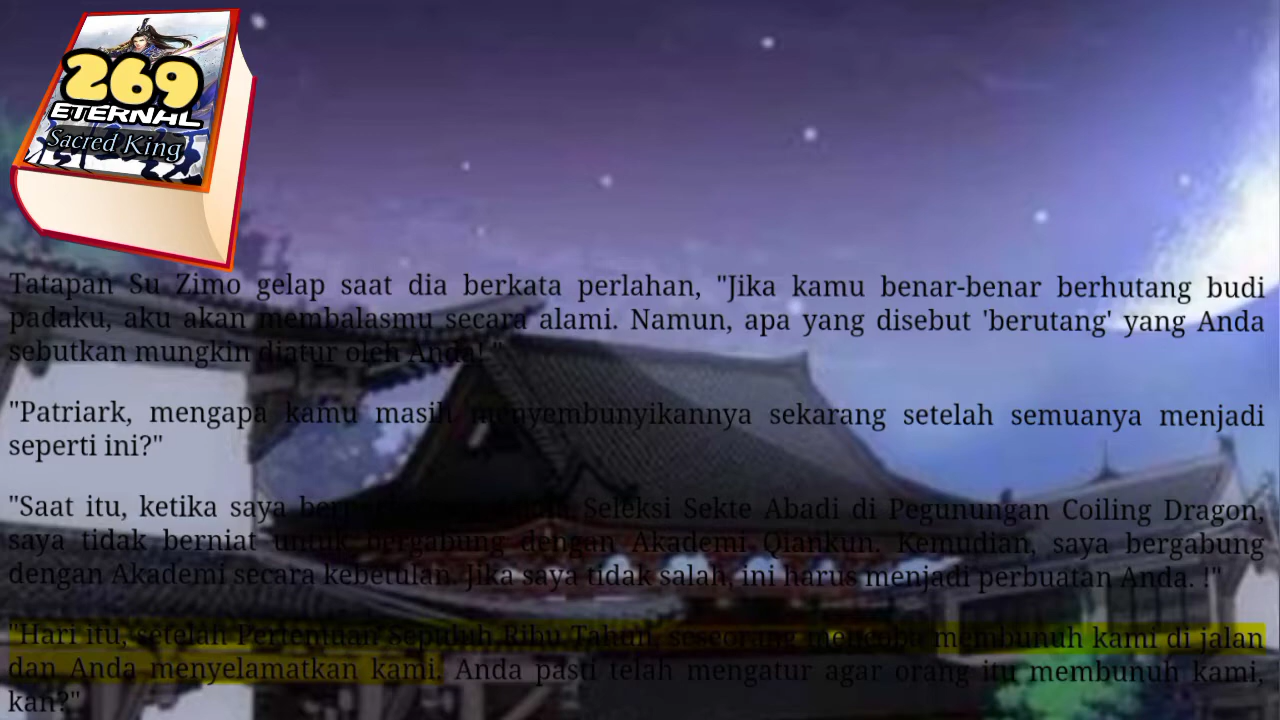 269
ETERNAL
Sacred King
Tatapan Su Zimo gelap saat dia berkata perlahan, "Jika kamu benar-benar berhutang budi
padaku, aku akan membalasmu secara alami. Namun, apa yang disebut 'berutang' yang Anda
sebutkan mungkin diatur oleh Anda! "
"Patriark, mengapa kamu masih menyembunyikannya sekarang setelah semuanya menjadi
seperti ini?"
"Saat itu, ketika saya Seleksi Sekte Abadi di Pegunungan Coiling Dragon,
saya tidak berniat untuk bergabung dengan Akademi Qiankun. Kemudian, saya bergabung
dengan Akademi secara kebetulan. Jika saya tidak salah, ini harus menjadi perbuatan Anda. !"
"Hari itu, setelah Pertemuan Sepuluh Ribu Tahun, seseorang mencoba membunuh kami di jalan
dan Anda menyelamatkan kami. Anda pasti telah mengatur agar orang itu membunuh kami,
kan?"